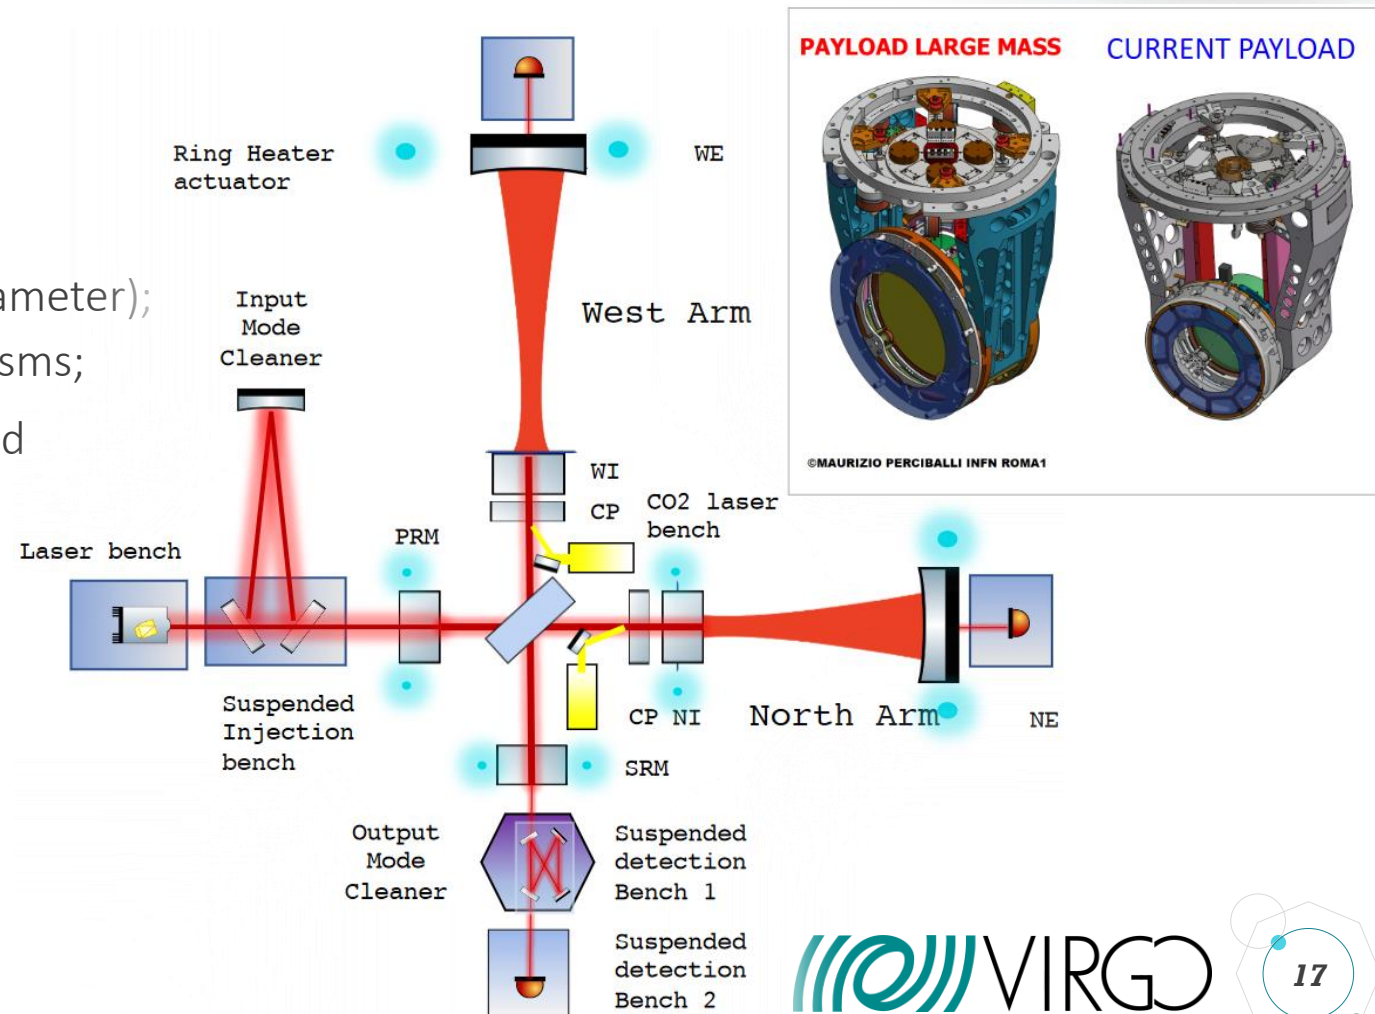 PAYLOAD LARGE MASS
CURRENT PAYLOAD
©MAURIZIO PERCIBALLI INFN ROMA1
ameter);
sms;
d
Ring Heater
actuator
WE
West Arm
Input
Mode
Cleaner
WI
CP
CO2 laser
bench
PRM
Laser bench
Suspended
Injection
bench
CP NI
North Arm
NE
SRM
Output
Mode
Cleaner
Suspended
detection
Bench 1
Suspended
detection
Bench 2
VIRGO
17